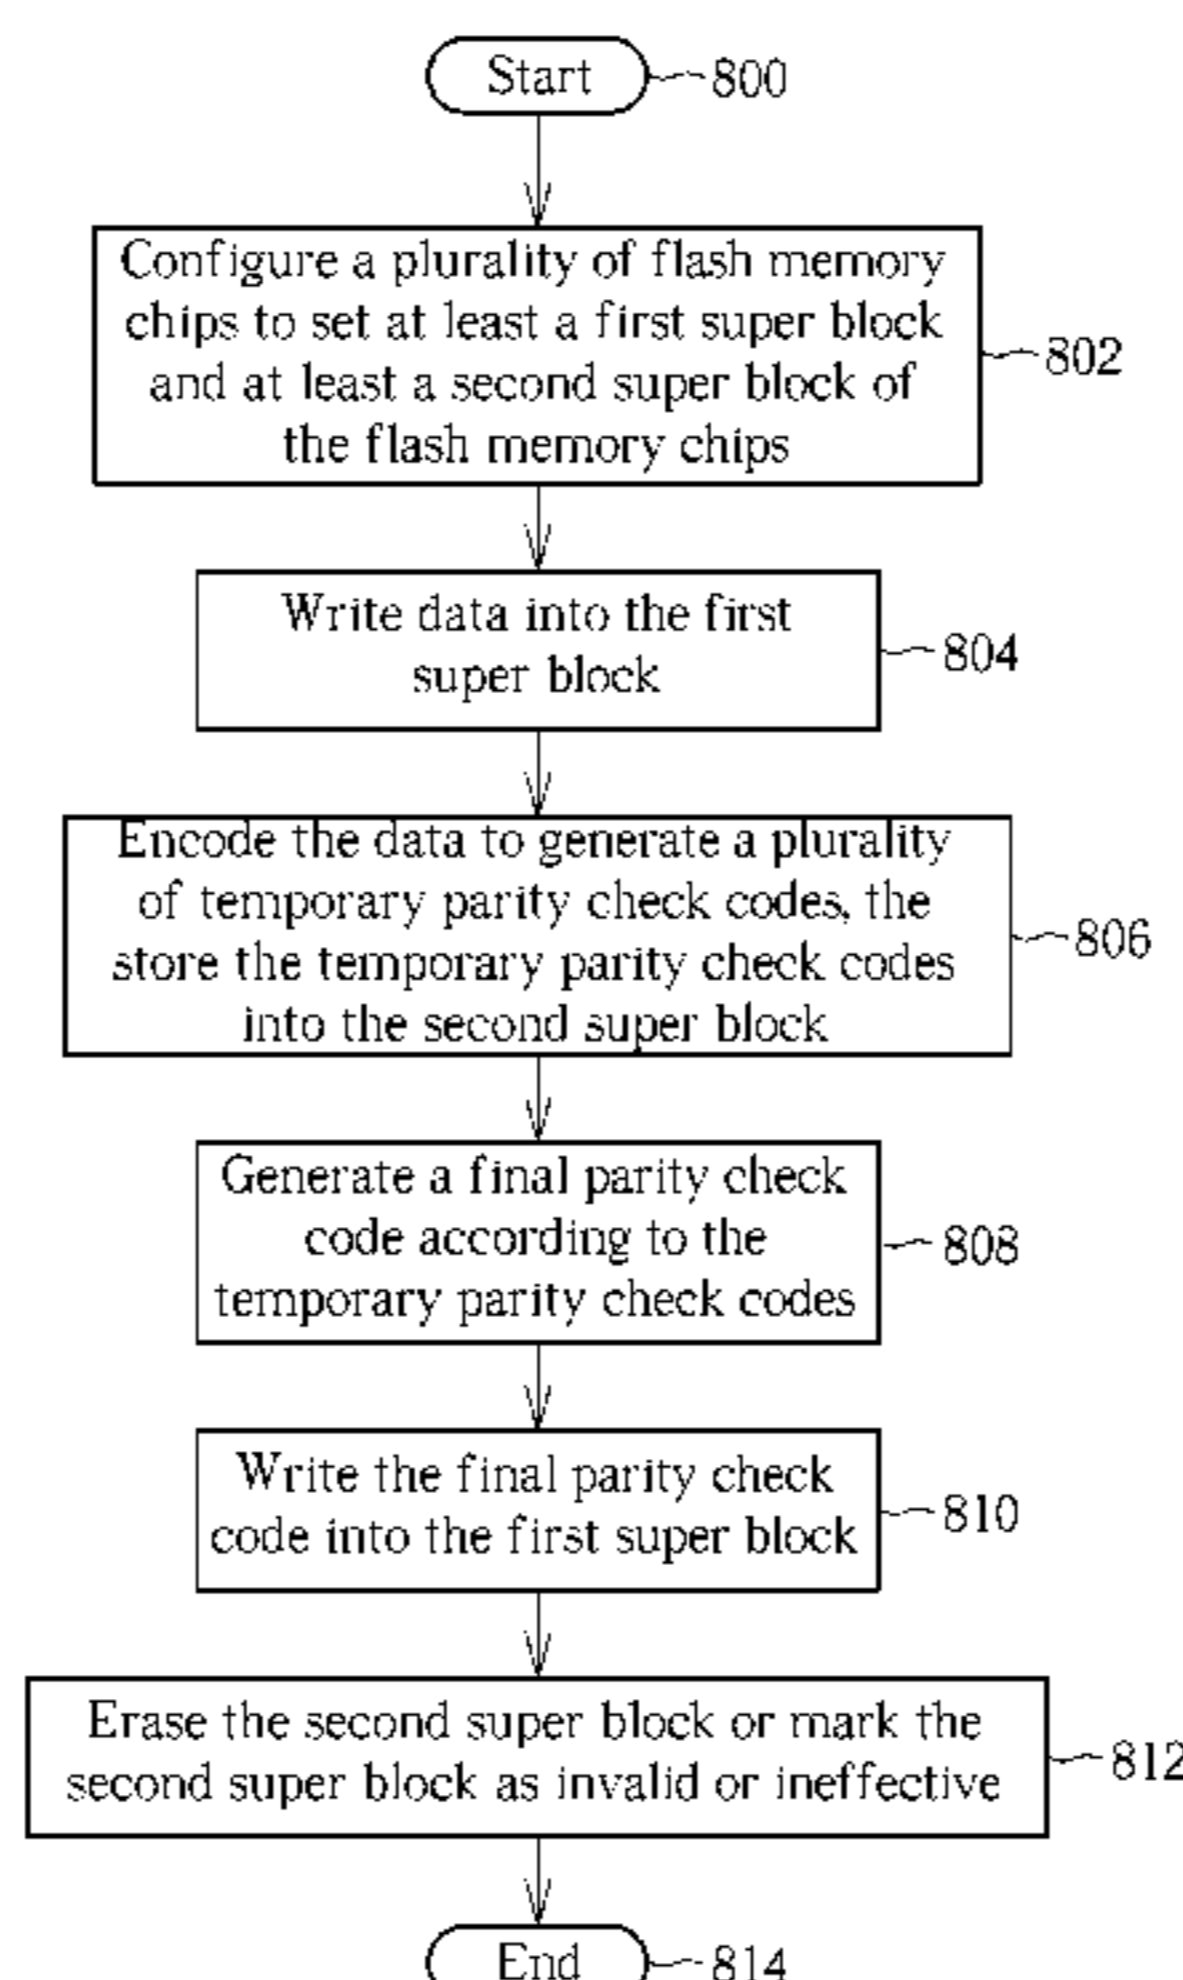 Start 800
Configure a plurality of flash memory
chips to set at least a first super block
and at least a second super block of
the flash memory chips
802
Write data into the first
super block
804
Encode the data to generate a plurality
of temporary parity check codes, the
store the temporary parity check codes
into the second super block
806
Generate a final parity check
code according to the
temporary parity check codes
808
Write the final parity check
code into the first super block
810
Erase the second super block or mark the
second super block as invalid or ineffective
812
End 814